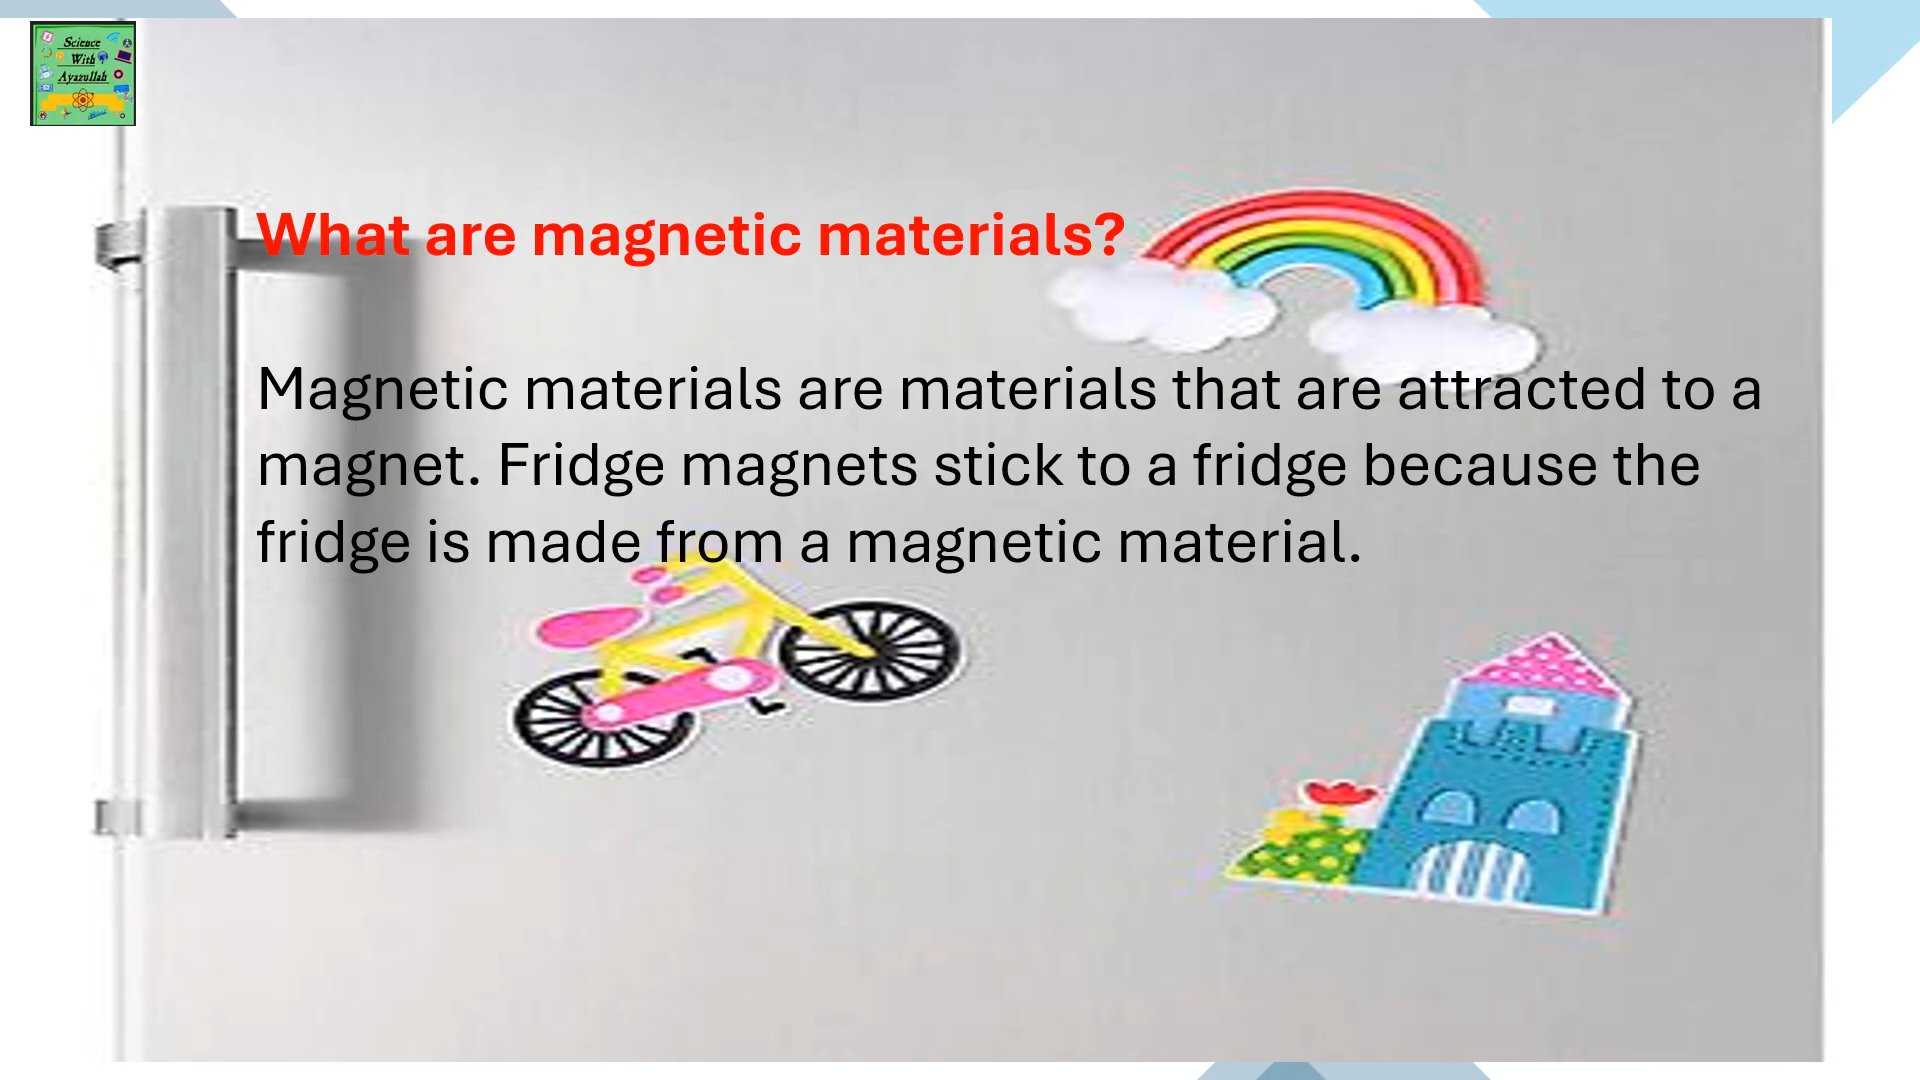 Science
With
Ayazullah
What are magnetic materials?
Magnetic materials are materials that are attracted to a
magnet. Fridge magnets stick to a fridge because the
fridge is made from a magnetic material.